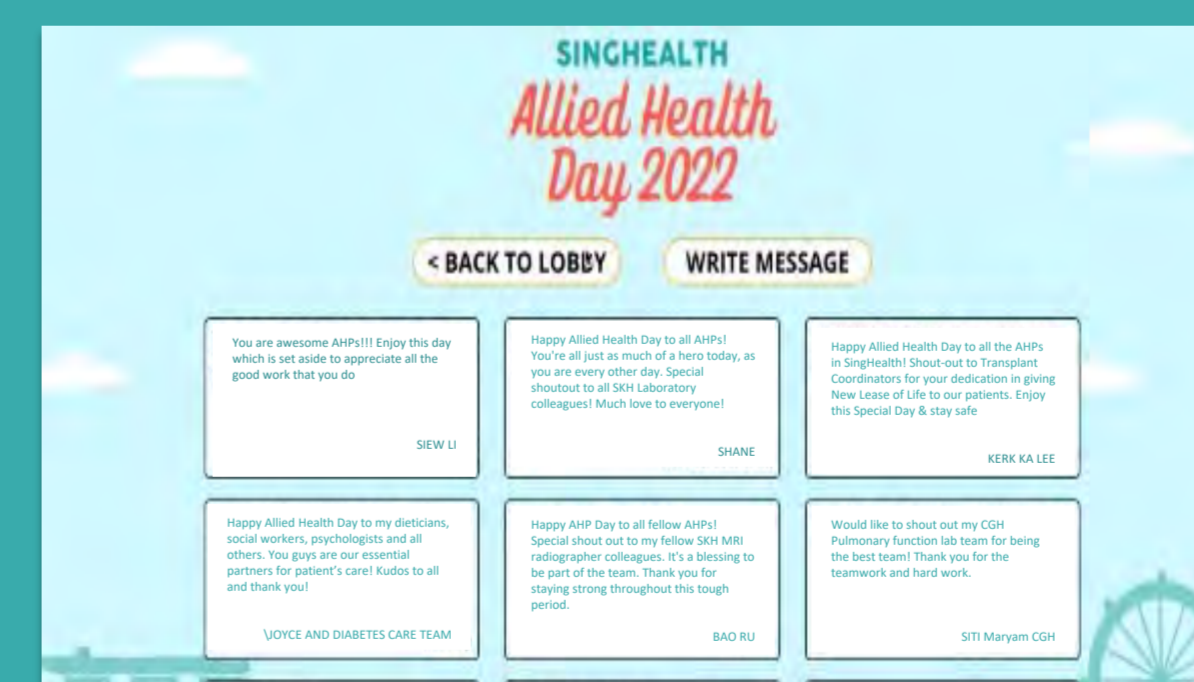 SINGHEALTH
Allied Health
Day 2022
< BACK TO LOBBY
WRITE MESSAGE
You are awesome AHPs!!! Enjoy this day
which is set aside to appreciate all the
good work that you do
SIEW LI
Happy Allied Health Day to all AHPs!
You're all just as much of a hero today, as
you are every other day. Special
shoutout to all SKH Laboratory
colleagues! Much love to everyone!
SHANE
Happy Allied Health Day to all the AHPs
in SingHealth! Shout-out to Transplant
Coordinators for your dedication in giving
New Lease of Life to our patients. Enjoy
this Special Day & stay safe
KERK KA LEE
Happy Allied Health Day to my dieticians,
social workers, psychologists and all
others. You guys are our essential
partners for patient's care! Kudos to all
and thank you!
\JOYCE AND DIABETES CARE TEAM
Happy AHP Day to all fellow AHPs!
Special shout out to my fellow SKH MRI
radiographer colleagues. It's a blessing to
be part of the team. Thank you for
staying strong throughout this tough
period.
BAO RU
Would like to shout out my CGH
Pulmonary function lab team for being
the best team! Thank you for the
teamwork and hard work.
SITI Maryam CGH